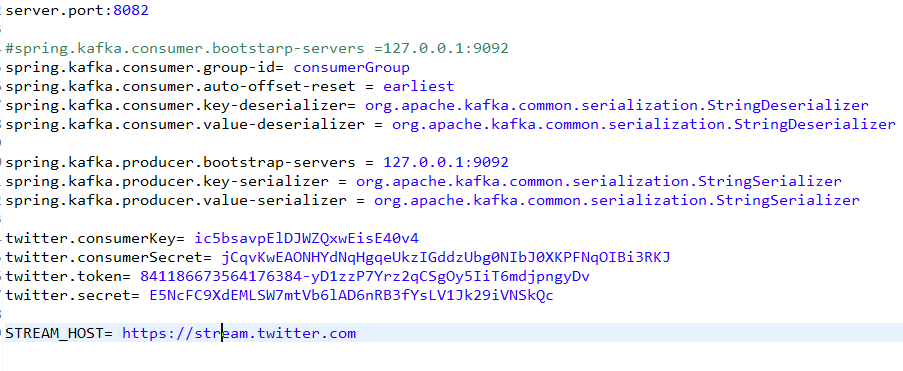 server.port:8082
#spring.kafka.consumer.bootstarp-servers =127.0.0.1:9092
spring.kafka.consumer.group-id= consumerGroup
spring.kafka.consumer.auto-offset-reset = earliest
spring.kafka.consumer.key-deserializer= org.apache.kafka.common.serialization.StringDeserializer
spring.kafka.consumer.value-deserializer = org.apache.kafka.common.serialization.StringDeserializer
spring.kafka.producer.bootstrap-servers = 127.0.0.1:9092
spring.kafka.producer.key-serializer = org.apache.kafka.common.serialization.StringSerializer
spring.kafka.producer.value-serializer = org.apache.kafka.common.serialization.StringSerializer
twitter.consumerKey= ic5bsavpElDJWZQxwEisE40v4
twitter.consumerSecret= jCqvKwEAONHYdNqHgqeUkzIGddzUbg0NIbJ0XKPFNqOIBi3RKJ
twitter.token= 841186673564176384-yD1zzP7Yrz2qCSgOy5IiT6mdjpngyDv
twitter.secret= E5NcFC9XdEMLSW7mtVb6lAD6nRB3fYsLV1Jk29iVNSkQc
STREAM_HOST= https://stream.twitter.com